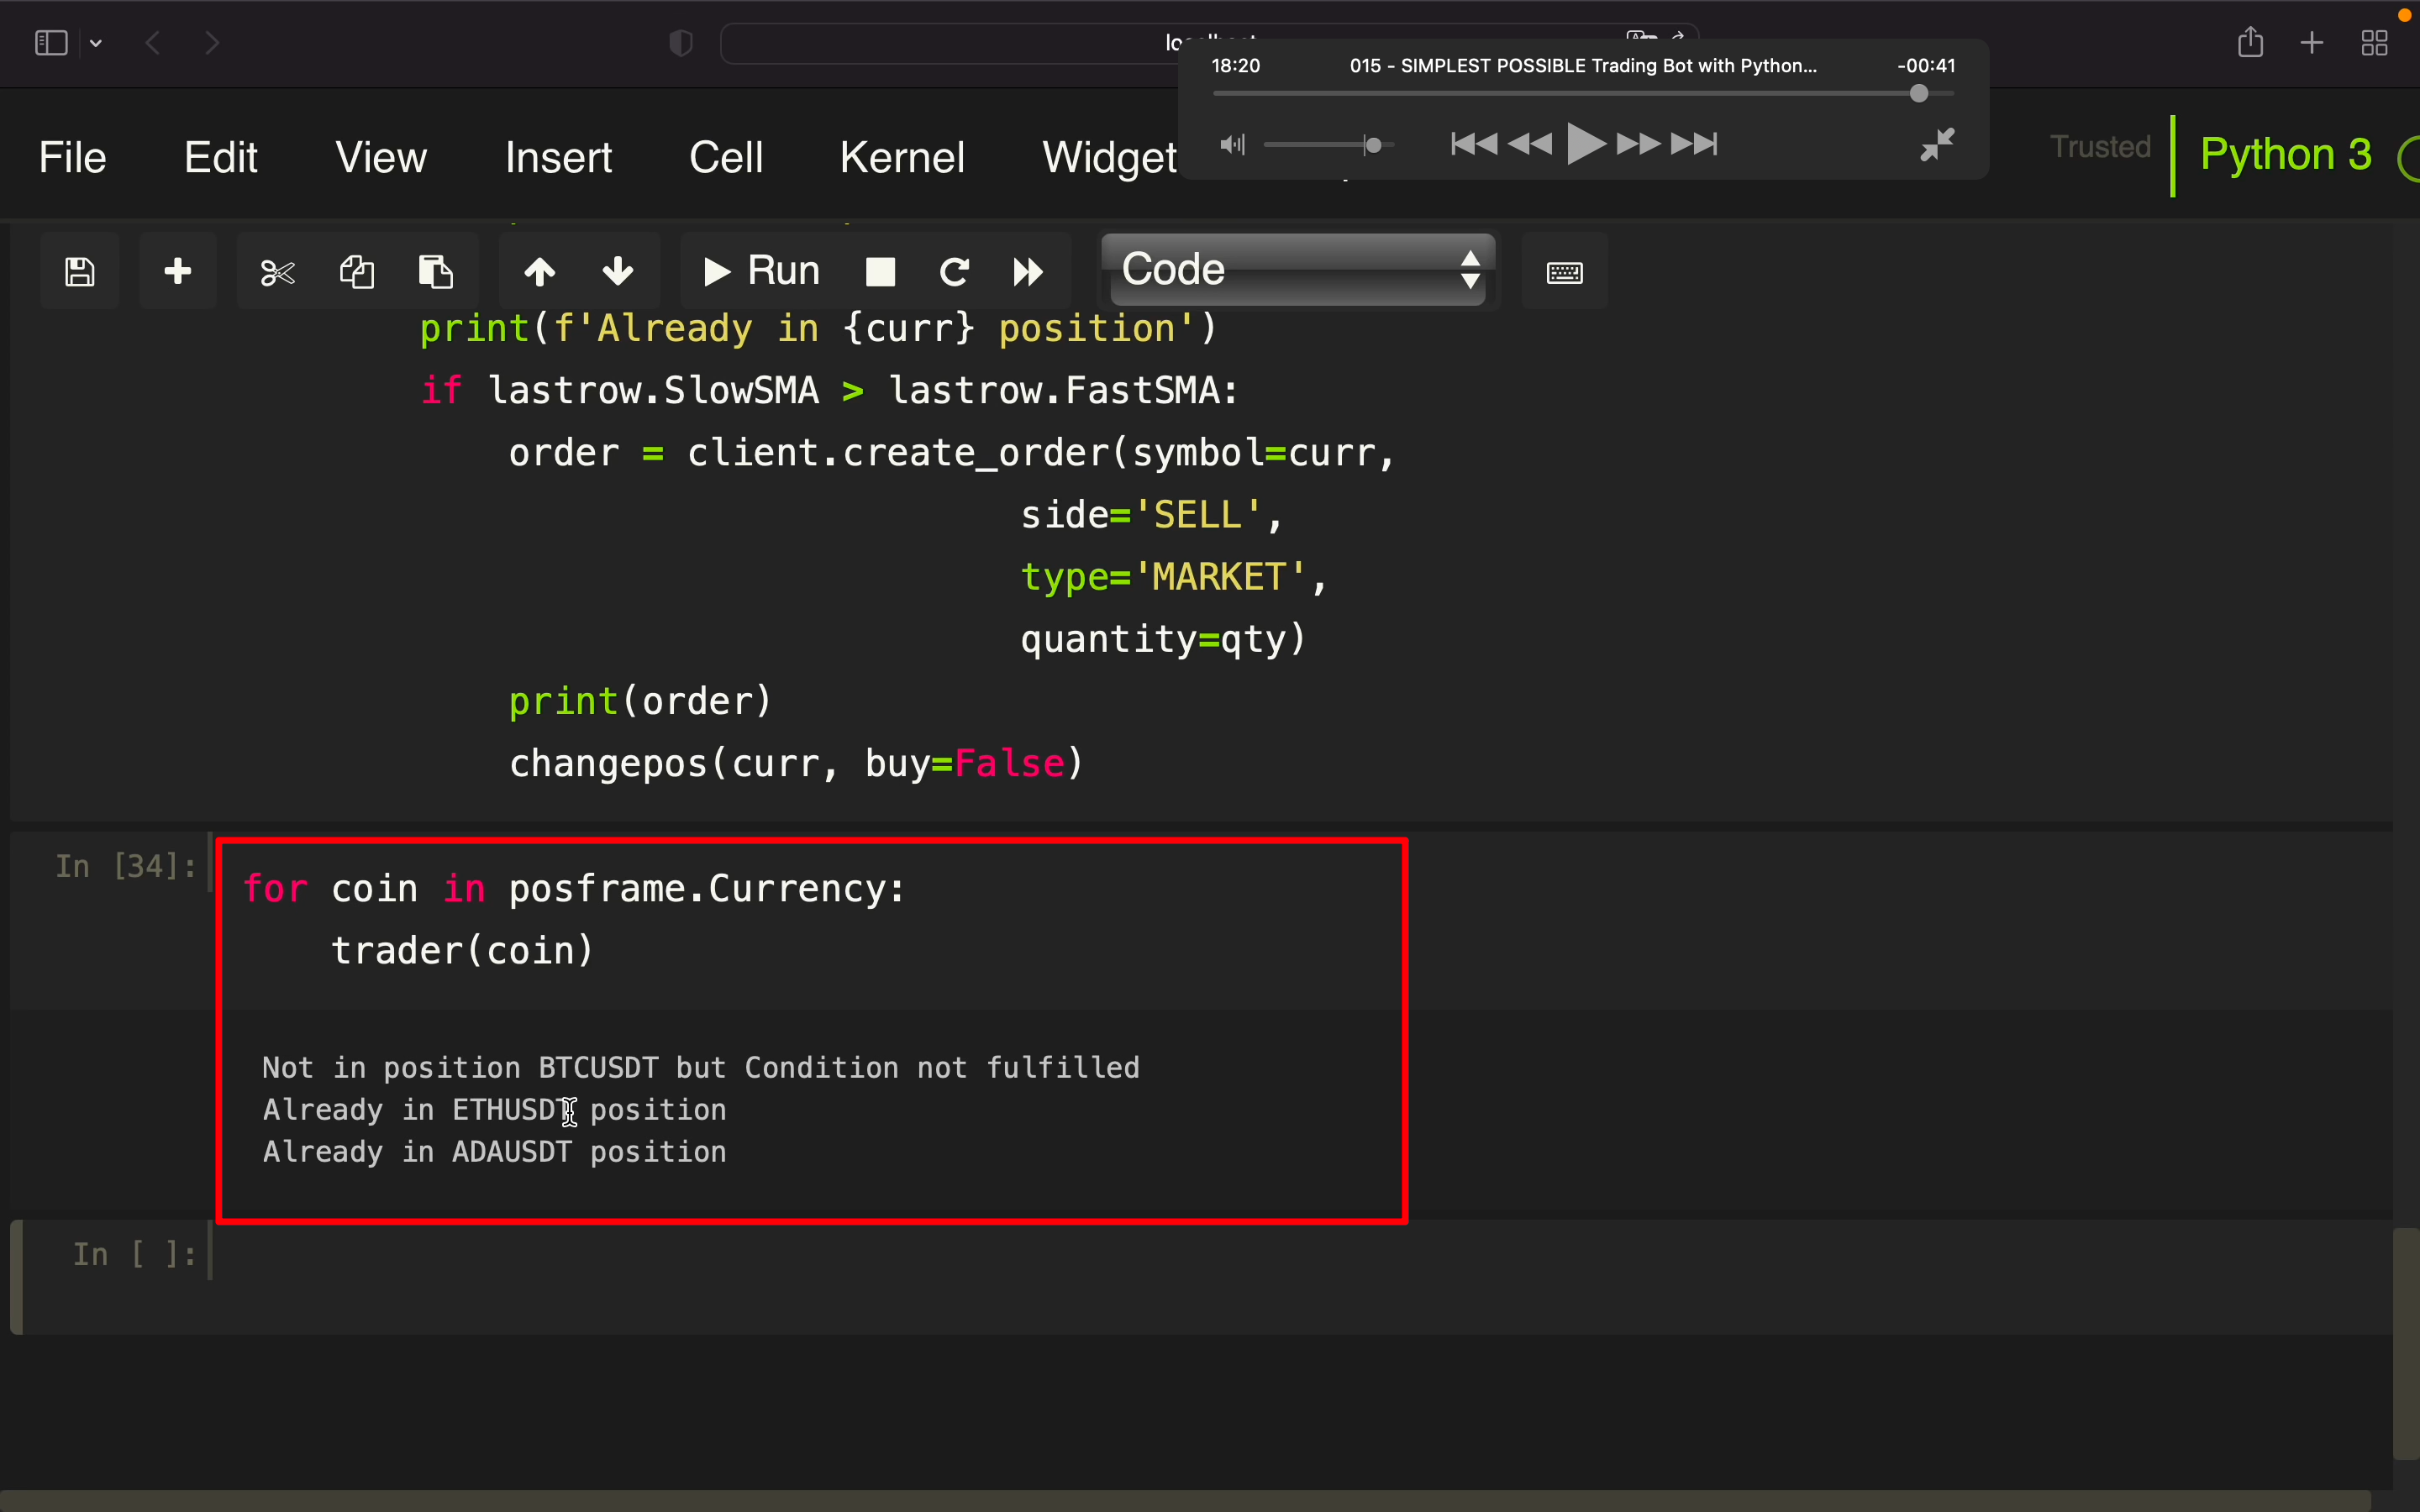 18:20 015 - SIMPLEST POSSIBLE Trading Bot with Python... -00:41
File Edit View Insert Cell Kernel Widget Trusted Python 3
Run Code
print(f'Already in {curr} position')
if lastrow.SlowSMA > lastrow.FastSMA:
order = client.create_order(symbol=curr,
side='SELL',
type='MARKET',
quantity=qty)
print(order)
changepos(curr, buy=False)
In [34]:
for coin in posframe.Currency:
trader(coin)
Not in position BTCUSDT but Condition not fulfilled
Already in ETHUSDT position
Already in ADAUSDT position
In [ ]: